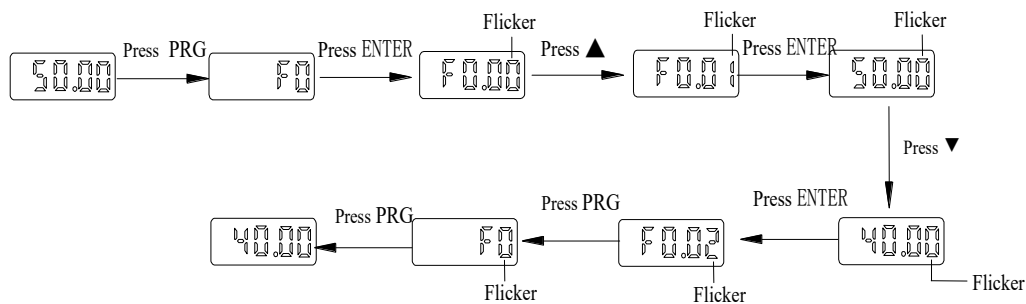 Flicker
Flicker
Flicker
Press PRG
Press ENTER
Press ▲
Press ENTER
50.00
F0
F0.00
F0.01
50.00
Press ▼
Press ENTER
Press PRG
Press PRG
40.00
F0
F0.02
40.00
Flicker
Flicker
Flicker